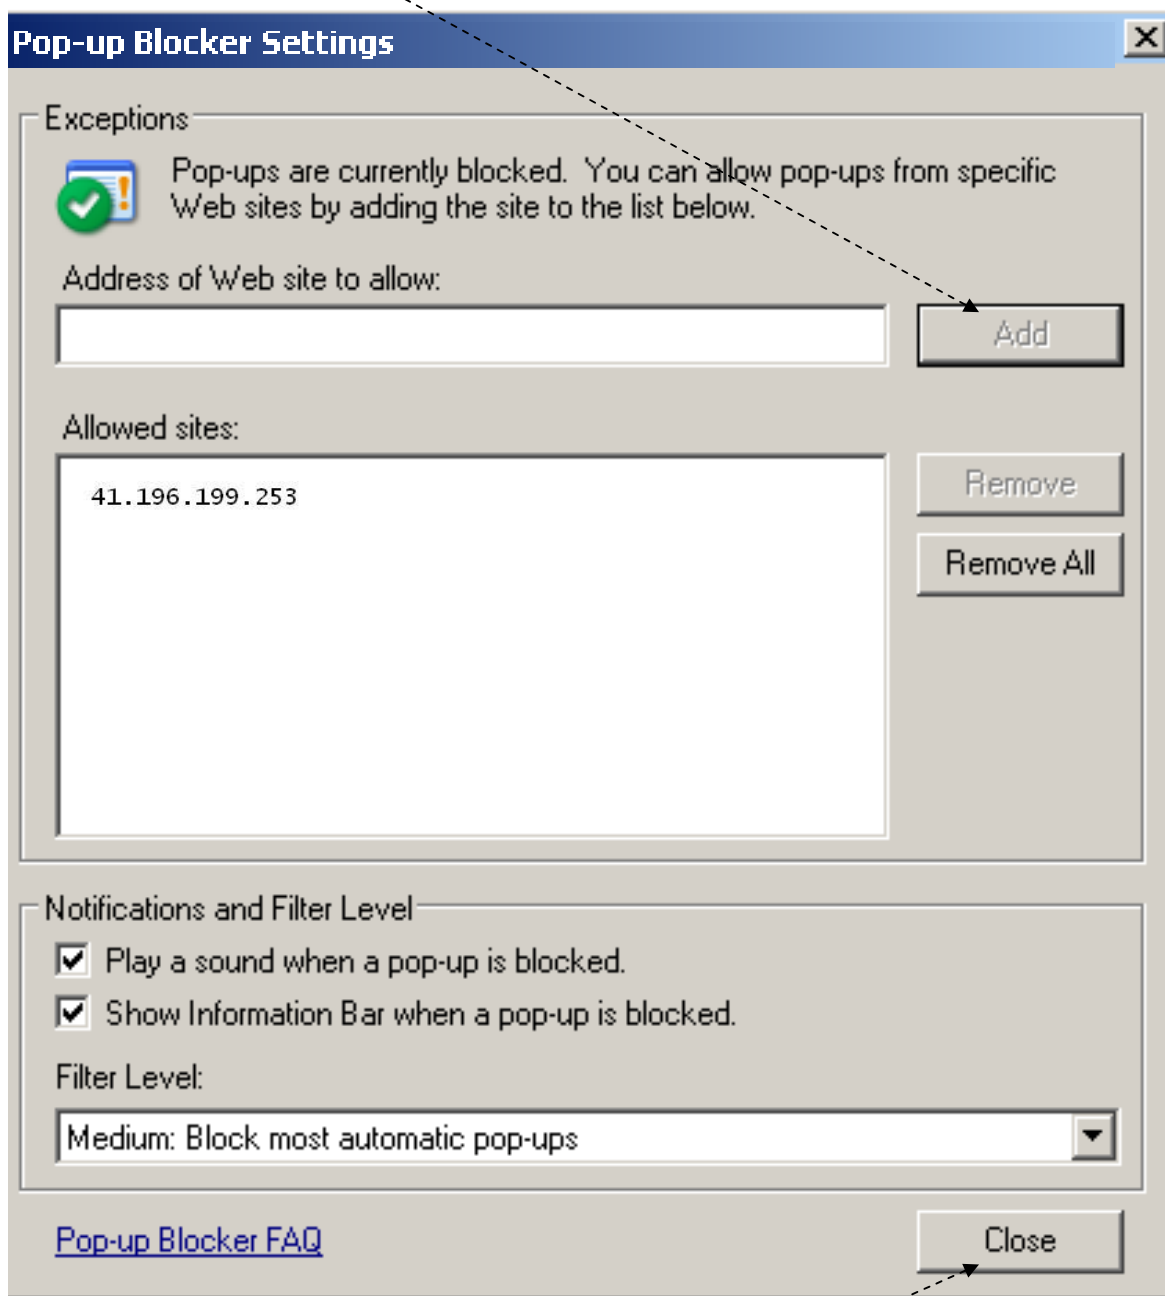 Pop-up Blocker Settings
Exceptions
Pop-ups are currently blocked. You can allow pop-ups from specific
Web sites by adding the site to the list below.
Address of Web site to allow:
Add
Allowed sites:
41.196.199.253
Remove
Remove All
Notifications and Filter Level
Play a sound when a pop-up is blocked.
Show Information Bar when a pop-up is blocked.
Filter Level:
Medium: Block most automatic pop-ups
Pop-up Blocker FAQ
Close